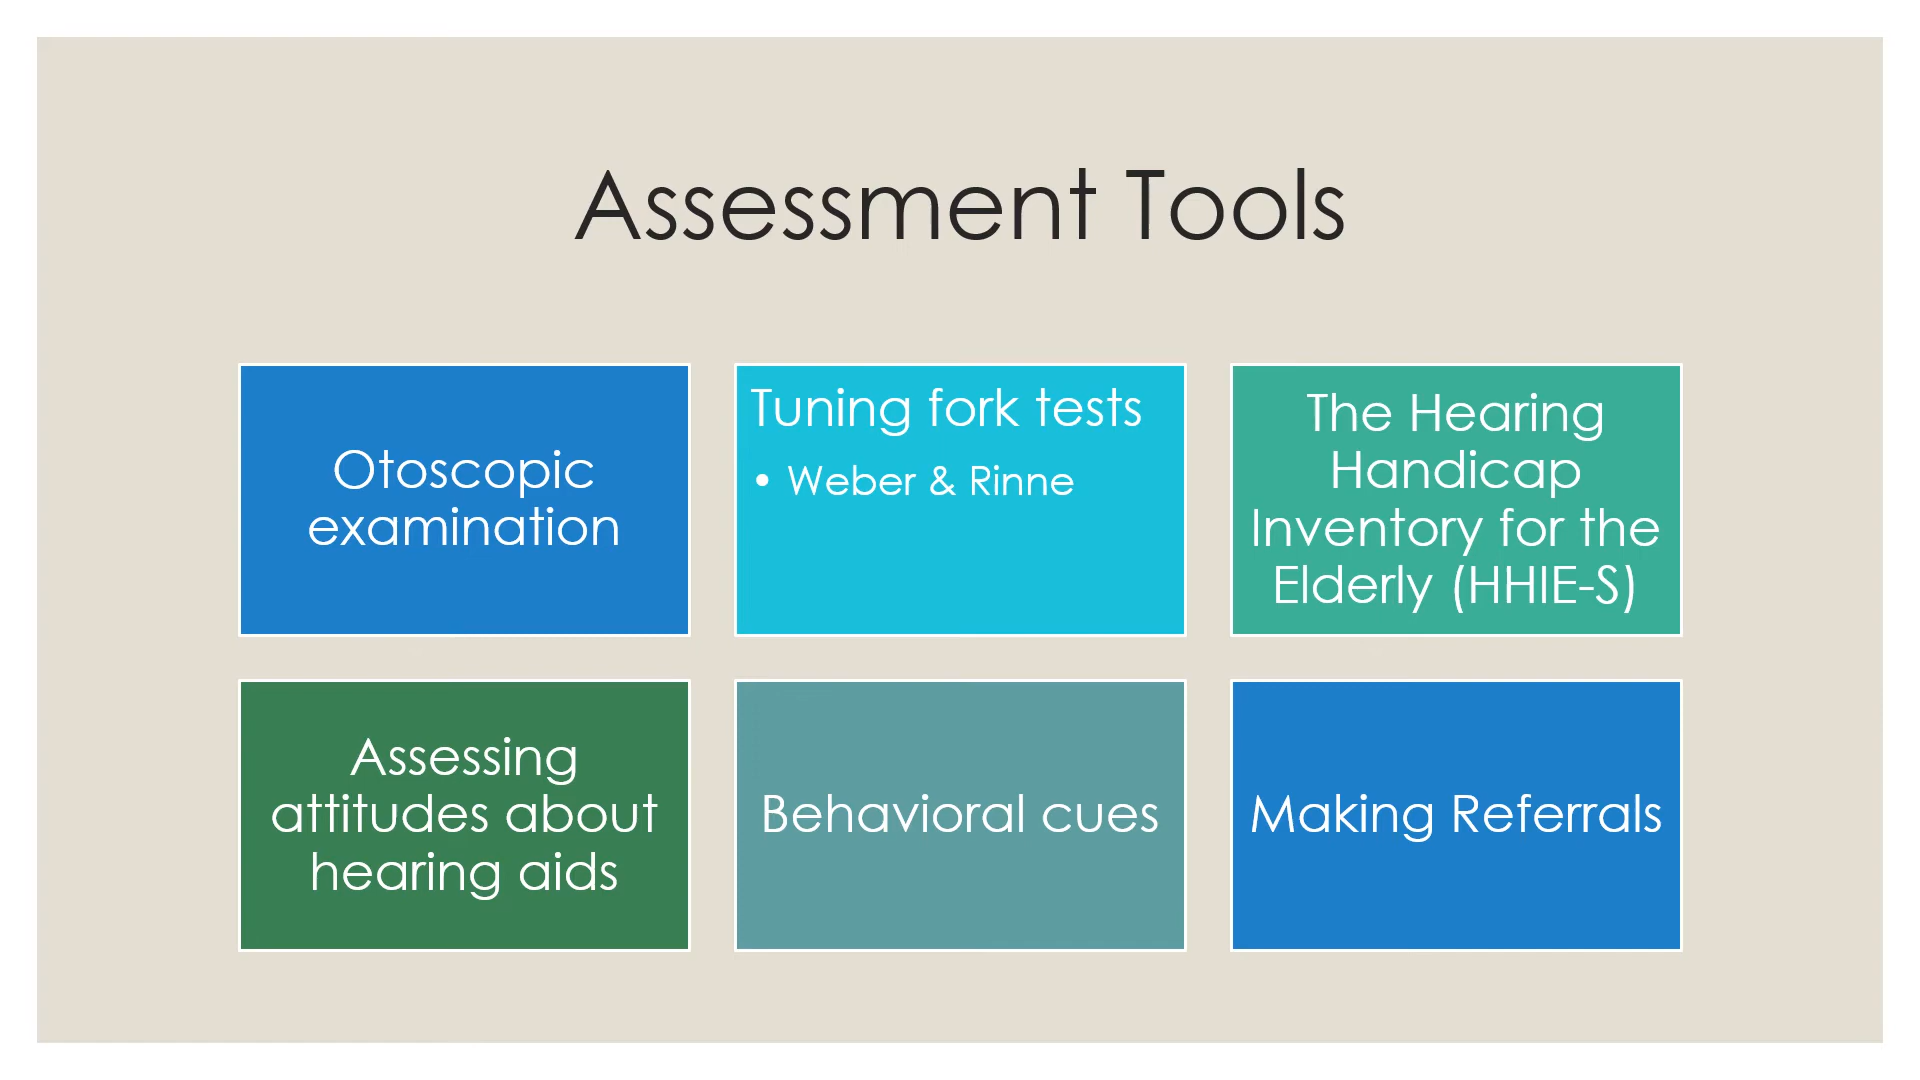 Assessment Tools
Otoscopic
examination
Tuning fork tests
• Weber & Rinne
The Hearing
Handicap
Inventory for the
Elderly (HHIE-S)
Assessing
attitudes about
hearing aids
Behavioral cues
Making Referrals